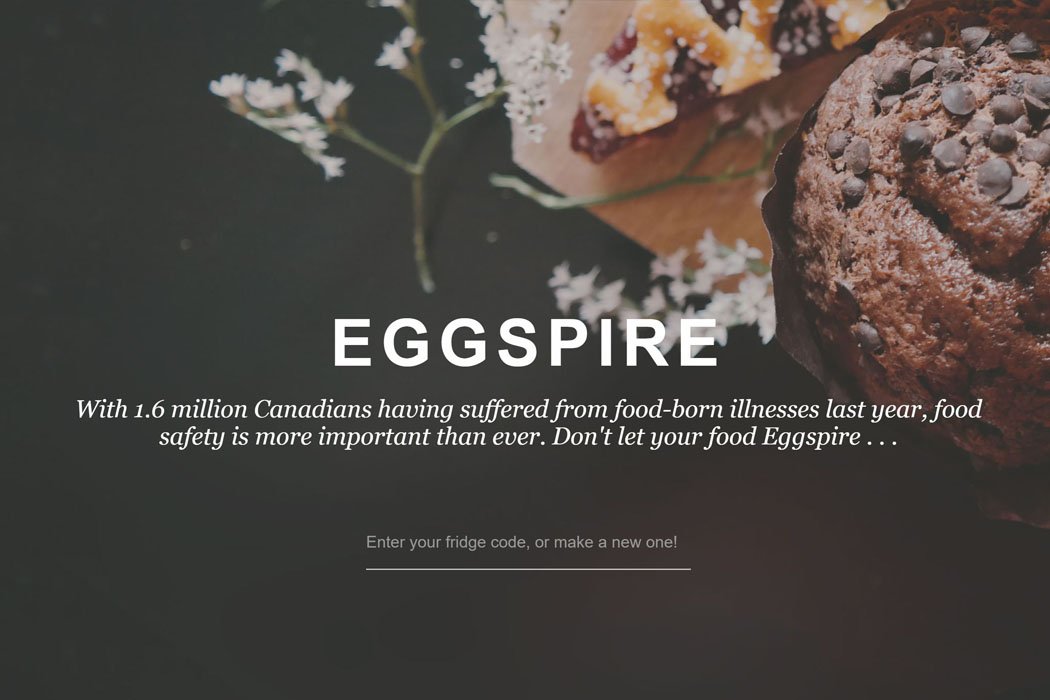 EGGSPIRE
With 1.6 million Canadians having suffered from food-born illnesses last year, food
safety is more important than ever. Don't let your food Eggspire . . .
Enter your fridge code, or make a new one!